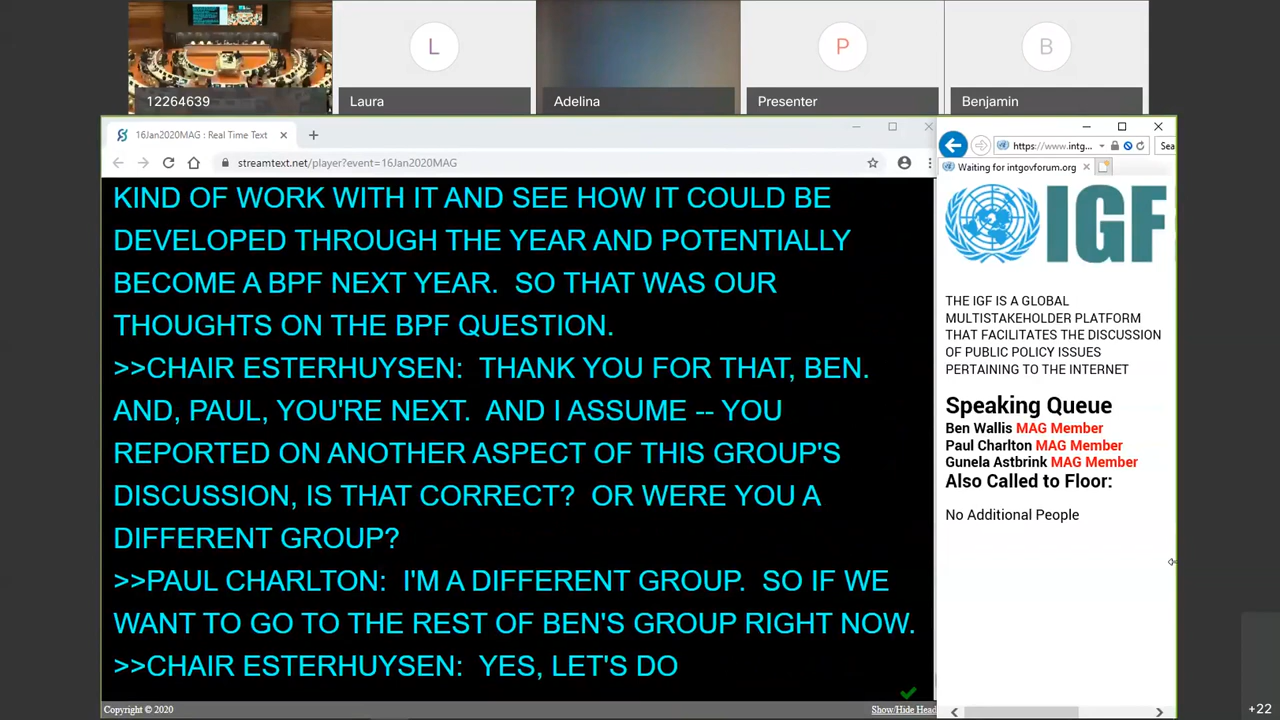 L
P
B
12264639
Laura
Adelina
Presenter
Benjamin
16Jan2020MAG : Real Time Text
streamtext.net/player?event=16Jan2020MAG
KIND OF WORK WITH IT AND SEE HOW IT COULD BE
DEVELOPED THROUGH THE YEAR AND POTENTIALLY
BECOME A BPF NEXT YEAR.  SO THAT WAS OUR
THOUGHTS ON THE BPF QUESTION.
>>CHAIR ESTERHUYSEN:  THANK YOU FOR THAT, BEN.
AND, PAUL, YOU'RE NEXT.  AND I ASSUME -- YOU
REPORTED ON ANOTHER ASPECT OF THIS GROUP'S
DISCUSSION, IS THAT CORRECT?  OR WERE YOU A
DIFFERENT GROUP?
>>PAUL CHARLTON:  I'M A DIFFERENT GROUP.  SO IF WE
WANT TO GO TO THE REST OF BEN'S GROUP RIGHT NOW.
>>CHAIR ESTERHUYSEN:  YES, LET'S DO
Copyright © 2020
Show/Hide Head
https://www.intg...
Sea
Waiting for intgovforum.org
IGF
THE IGF IS A GLOBAL
MULTISTAKEHOLDER PLATFORM
THAT FACILITATES THE DISCUSSION
OF PUBLIC POLICY ISSUES
PERTAINING TO THE INTERNET
Speaking Queue
Ben Wallis MAG Member
Paul Charlton MAG Member
Gunela Astbrink MAG Member
Also Called to Floor:
No Additional People
+22